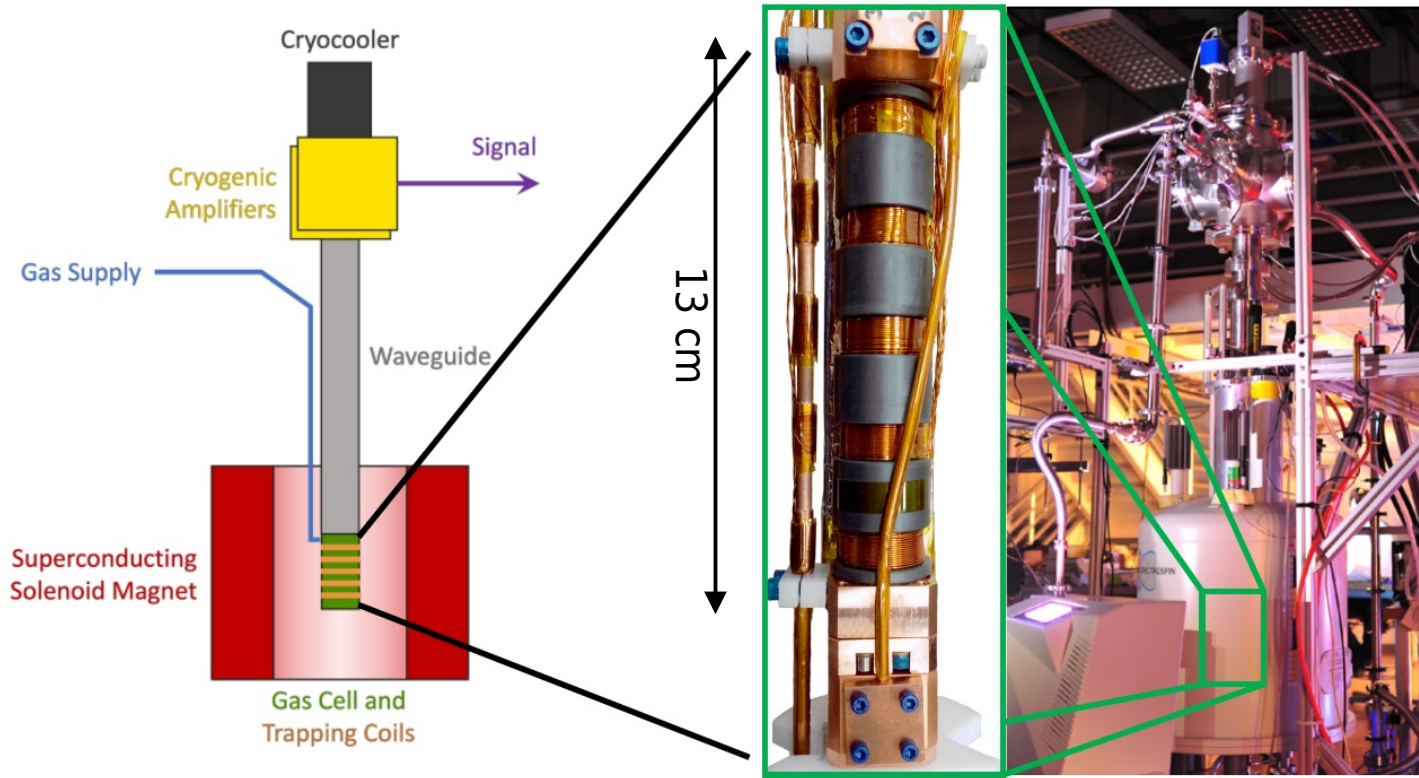 Cryocooler
Signal
Cryogenic
Amplifiers
Gas Supply
Waveguide
Superconducting
Solenoid Magnet
Gas Cell and
Trapping Coils
13 cm